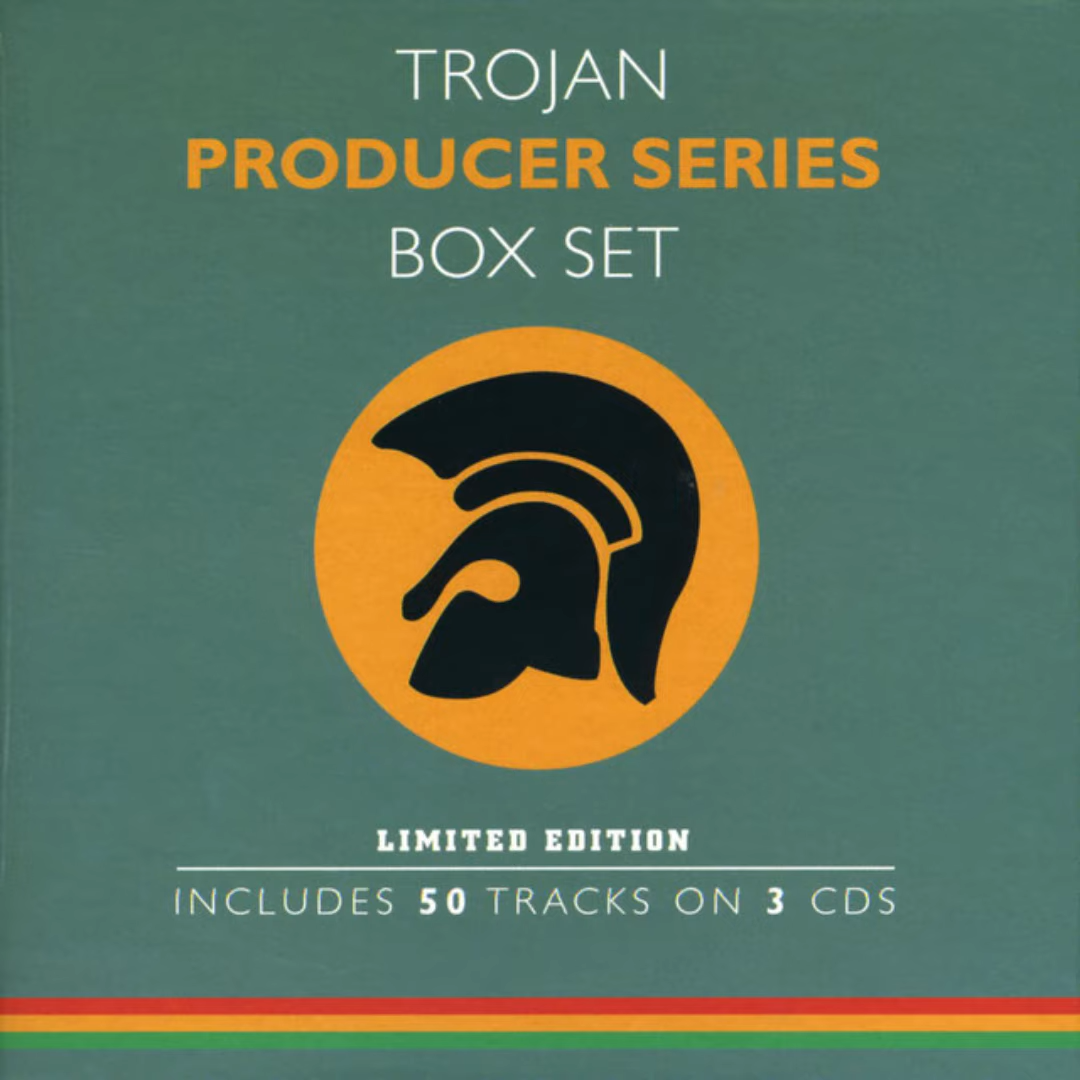 TROJAN
PRODUCER SERIES
BOX SET
LIMITED EDITION
INCLUDES 50 TRACKS ON 3 CDS